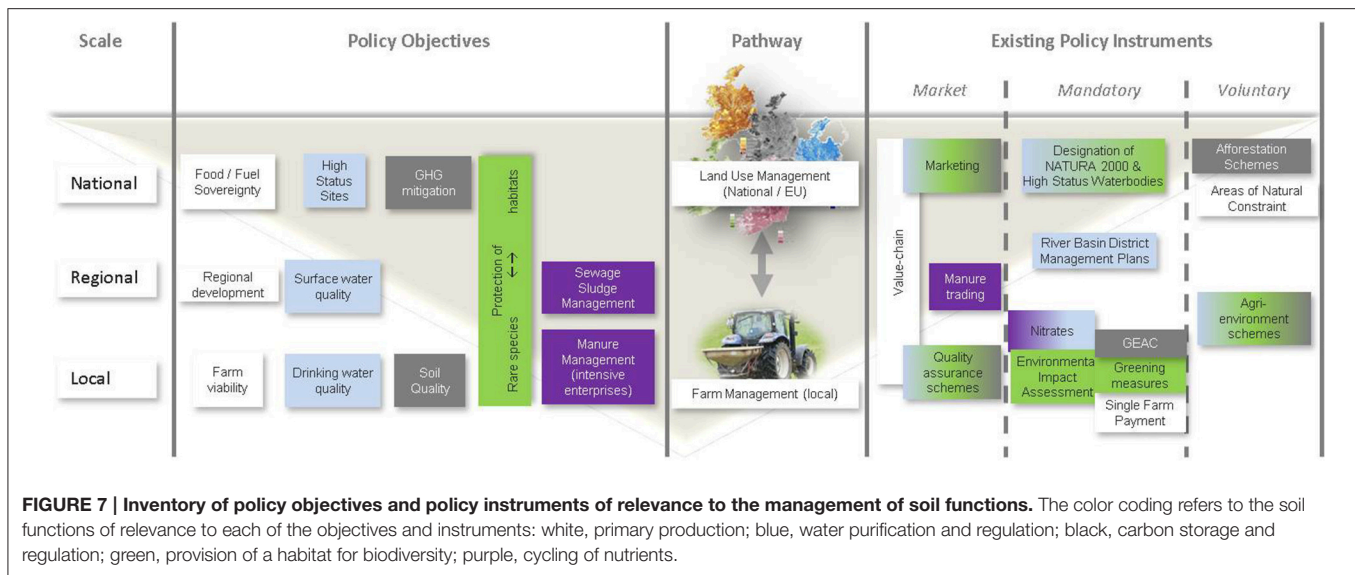 Scale
Policy Objectives
Pathway
Existing Policy Instruments
Market
Mandatory
Voluntary
National
Food / Fuel
Sovereignty
High
Status
Sites
GHG
mitigation
Protection of
Rare species ←→ habitats
Land Use Management
(National / EU)
Marketing
Designation of
NATURA 2000 &
High Status Waterbodies
Afforestation
Schemes
Areas of Natural
Constraint
Value-chain
Regional
Regional
development
Surface water
quality
Sewage
Sludge
Management
Manure
trading
River Basin District
Management Plans
Agri-
environment
schemes
Local
Farm
viability
Drinking water
quality
Soil
Quality
Manure
Management
(intensive
enterprises)
Farm Management (local)
Quality
assurance
schemes
Nitrates
Environmental
Impact
Assessment
GEAC
Greening
measures
Single Farm
Payment
FIGURE 7 | Inventory of policy objectives and policy instruments of relevance to the management of soil functions. The color coding refers to the soil
functions of relevance to each of the objectives and instruments: white, primary production; blue, water purification and regulation; black, carbon storage and
regulation; green, provision of a habitat for biodiversity; purple, cycling of nutrients.